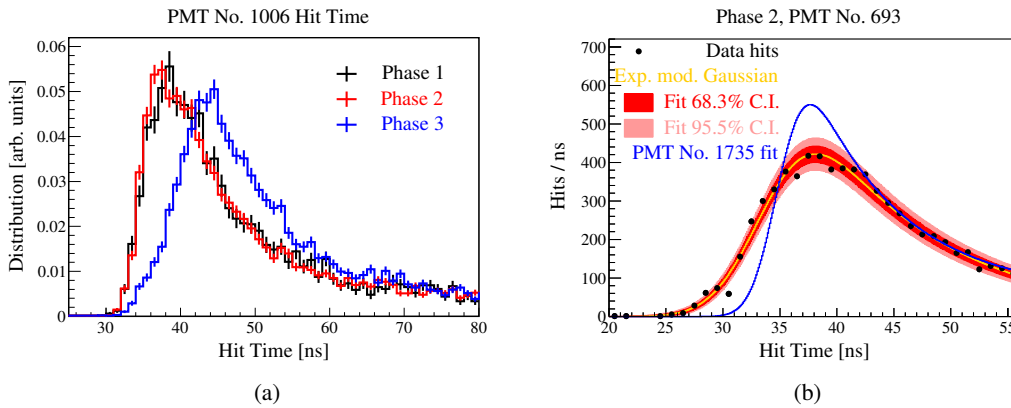 PMT No. 1006 Hit Time
Distribution [arb. units]
0.06
0.05
0.04
0.03
0.02
0.01
0
Phase 1
Phase 2
Phase 3
30 40 50 60 70 80
Hit Time [ns]
(a)
Phase 2, PMT No. 693
Hits / ns
700
600
500
400
300
200
100
0
Data hits
Exp. mod. Gaussian
Fit 68.3% C.I.
Fit 95.5% C.I.
PMT No. 1735 fit
20 25 30 35 40 45 50 55
Hit Time [ns]
(b)